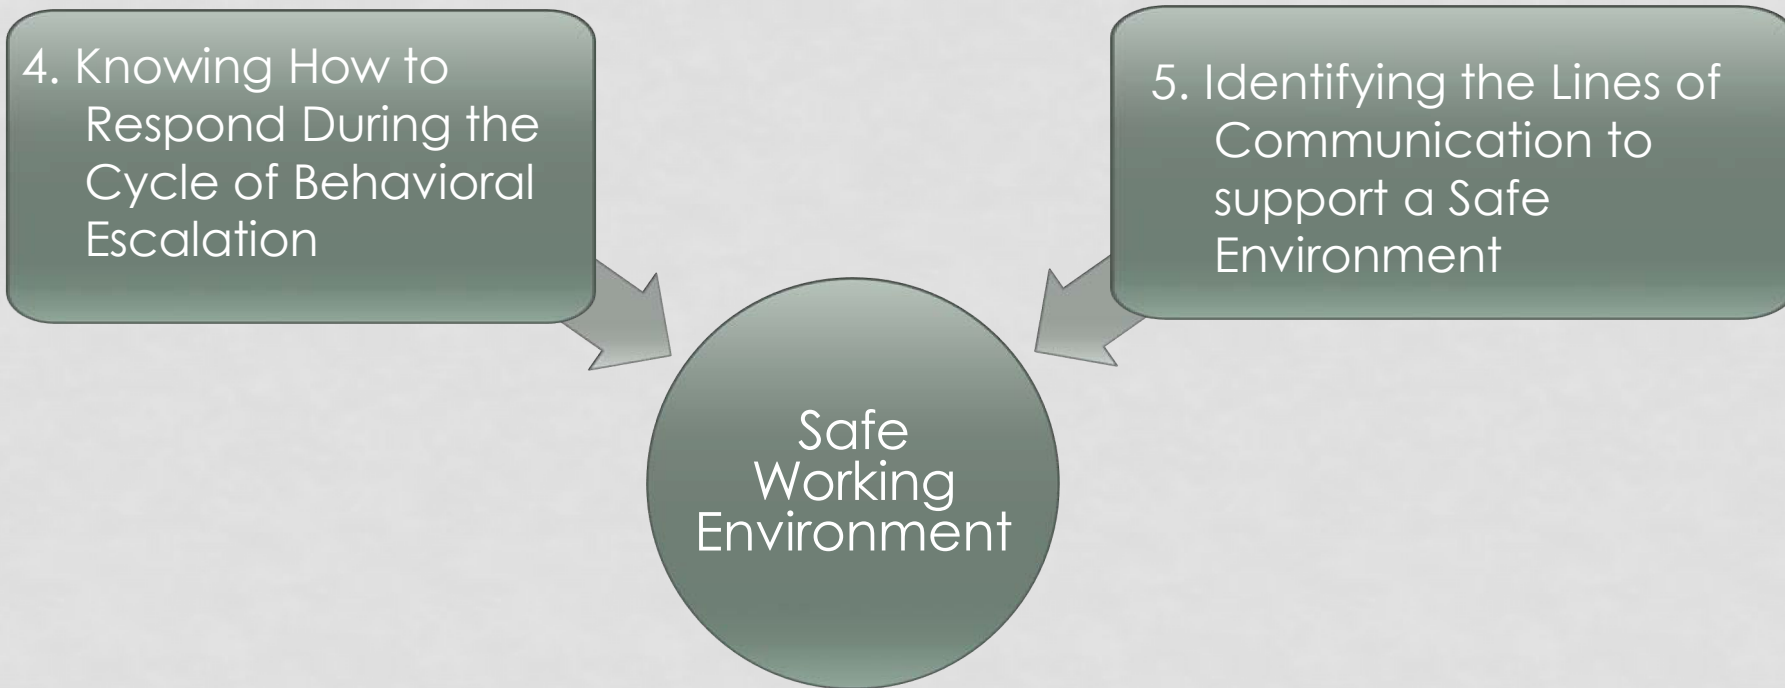 4. Knowing How to
Respond During the
Cycle of Behavioral
Escalation
5. Identifying the Lines of
Communication to
support a Safe
Environment
Safe
Working
Environment